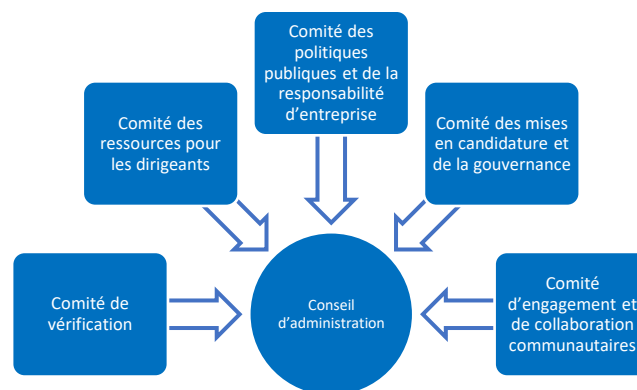 Comité des
politiques
publiques et de la
responsabilité
d'entreprise
Comité des
ressources pour
les dirigeants
Comité des mises
en candidature et
de la gouvernance
Comité de
vérification
Conseil
d'administration
Comité
d'engagement et
de collaboration
communautaires